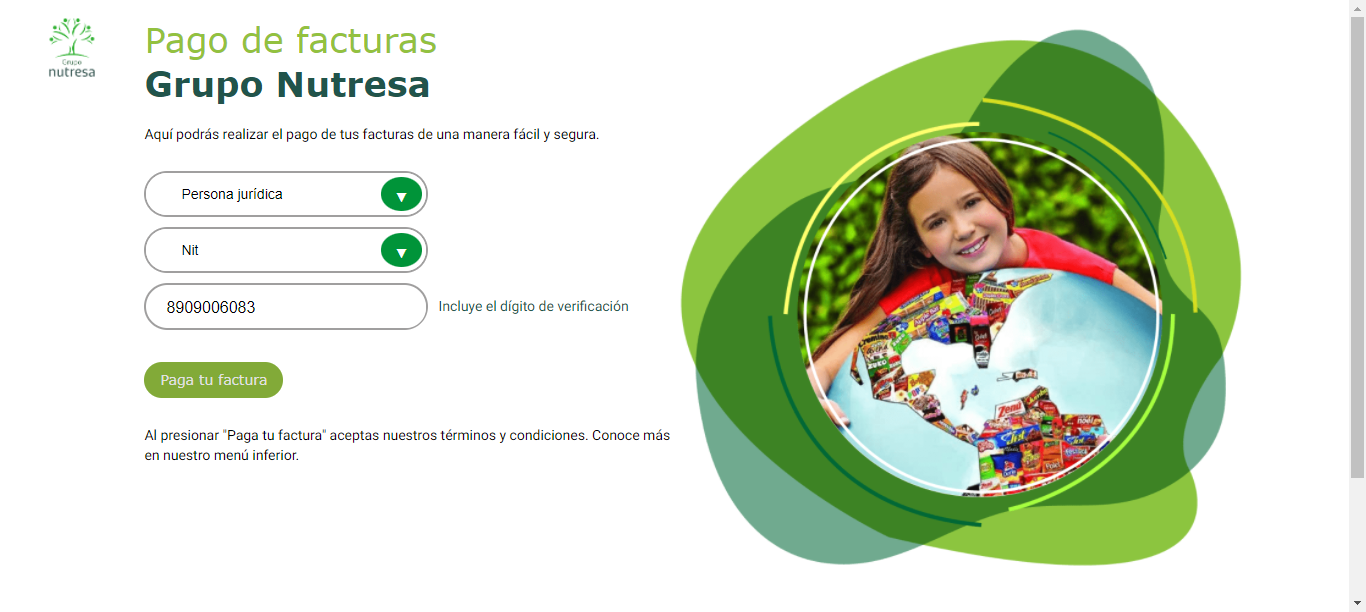 Grupo
nutresa
Pago de facturas
Grupo Nutresa
Aquí podrás realizar el pago de tus facturas de una manera fácil y segura.
Persona jurídica
Nit
8909006083
Incluye el dígito de verificación
Paga tu factura
Al presionar "Paga tu factura" aceptas nuestros términos y condiciones. Conoce más
en nuestro menú inferior.
Zenú
Jet